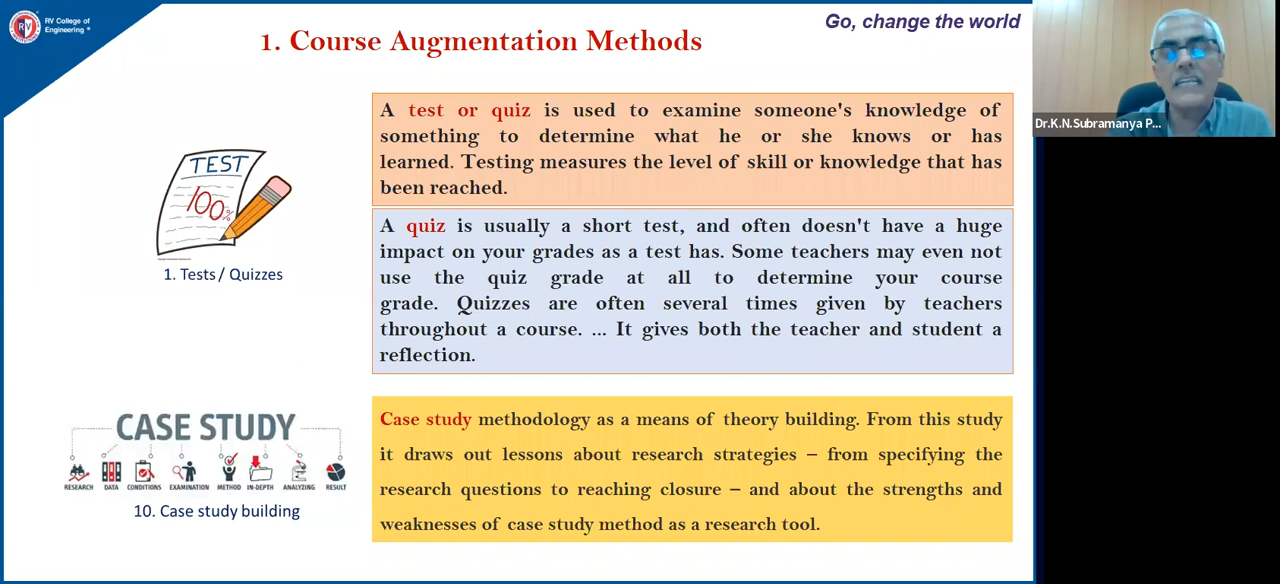 RV College of
Engineering ®
Go, change the world
1. Course Augmentation Methods
TEST
100%
1. Tests / Quizzes
A test or quiz is used to examine someone's knowledge of
something to determine what he or she knows or has
learned. Testing measures the level of skill or knowledge that has
been reached.
A quiz is usually a short test, and often doesn't have a huge
impact on your grades as a test has. Some teachers may even not
use the quiz grade at all to determine your course
grade. Quizzes are often several times given by teachers
throughout a course. ... It gives both the teacher and student a
reflection.
CASE STUDY
RESEARCH DATA CONDITIONS EXAMINATION METHOD IN-DEPTH ANALYZING RESULT
10. Case study building
Case study methodology as a means of theory building. From this study
it draws out lessons about research strategies – from specifying the
research questions to reaching closure – and about the strengths and
weaknesses of case study method as a research tool.
Dr.K.N.Subramanya P...